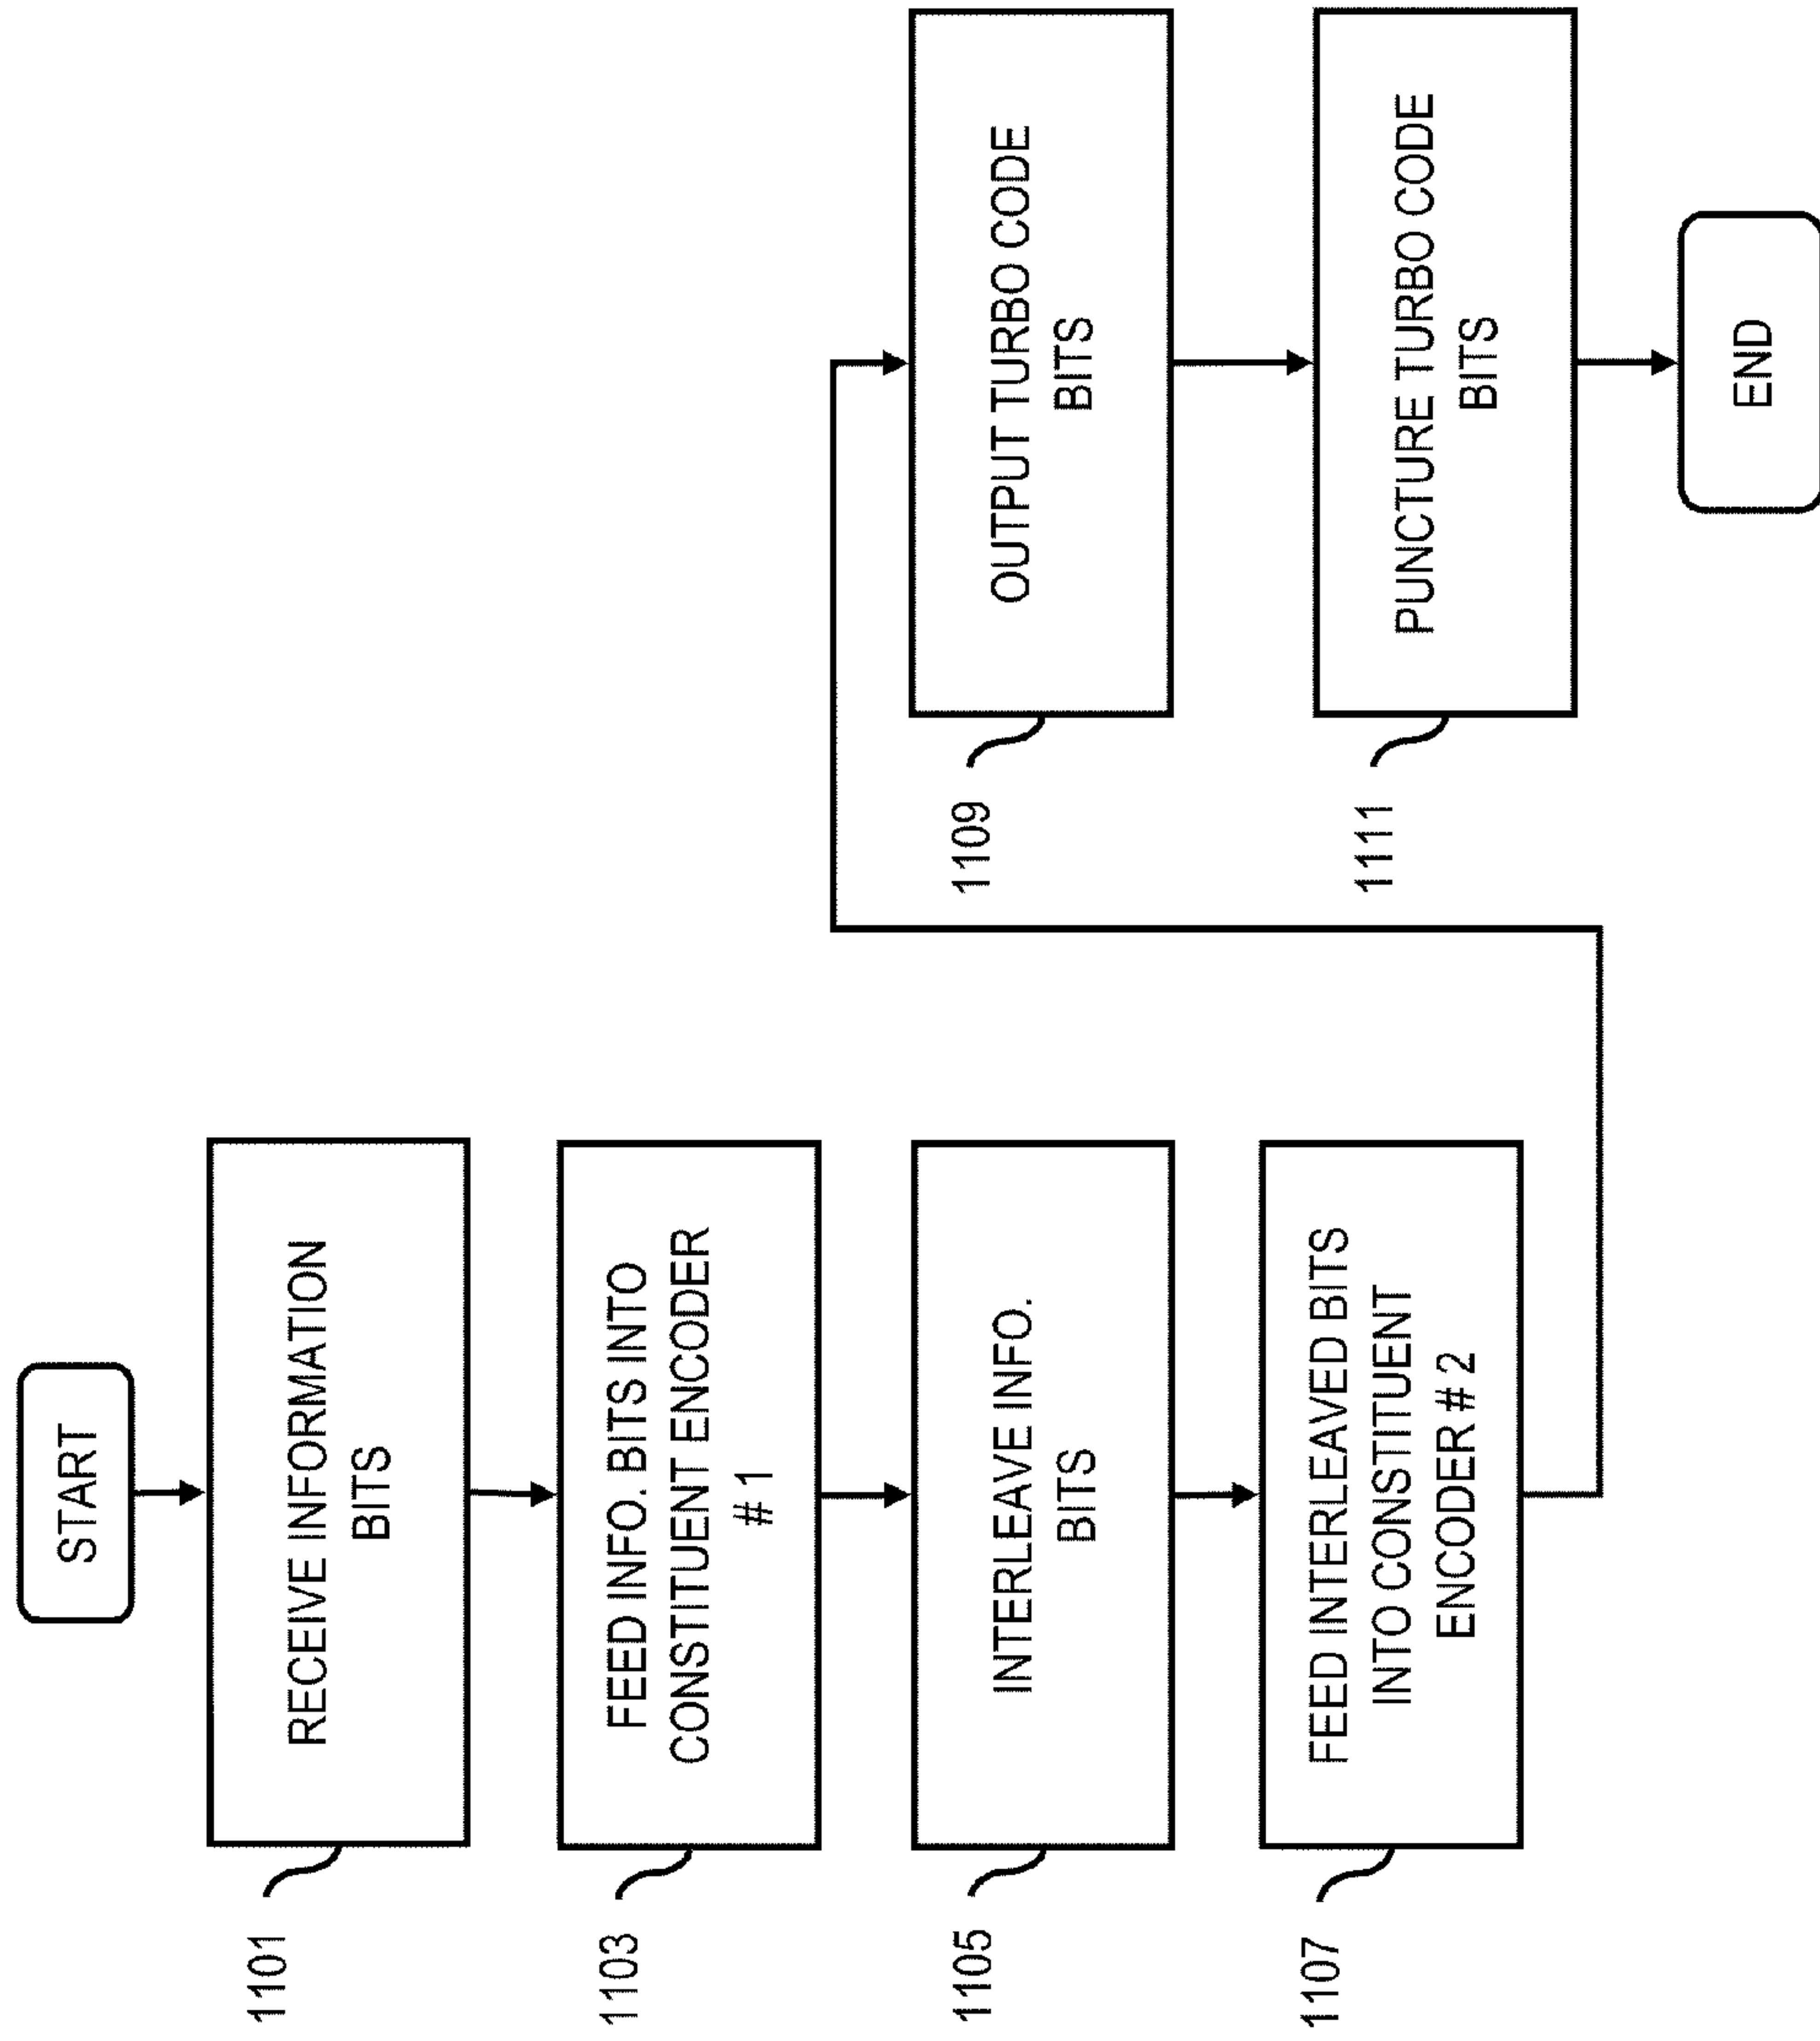 START
1101
RECEIVE INFORMATION
BITS
1103
FEED INFO. BITS INTO
CONSTITUENT ENCODER
# 1
1105
INTERLEAVE INFO.
BITS
1107
FEED INTERLEAVED BITS
INTO CONSTITUENT
ENCODER # 2
1109
OUTPUT TURBO CODE
BITS
1111
PUNCTURE TURBO CODE
BITS
END